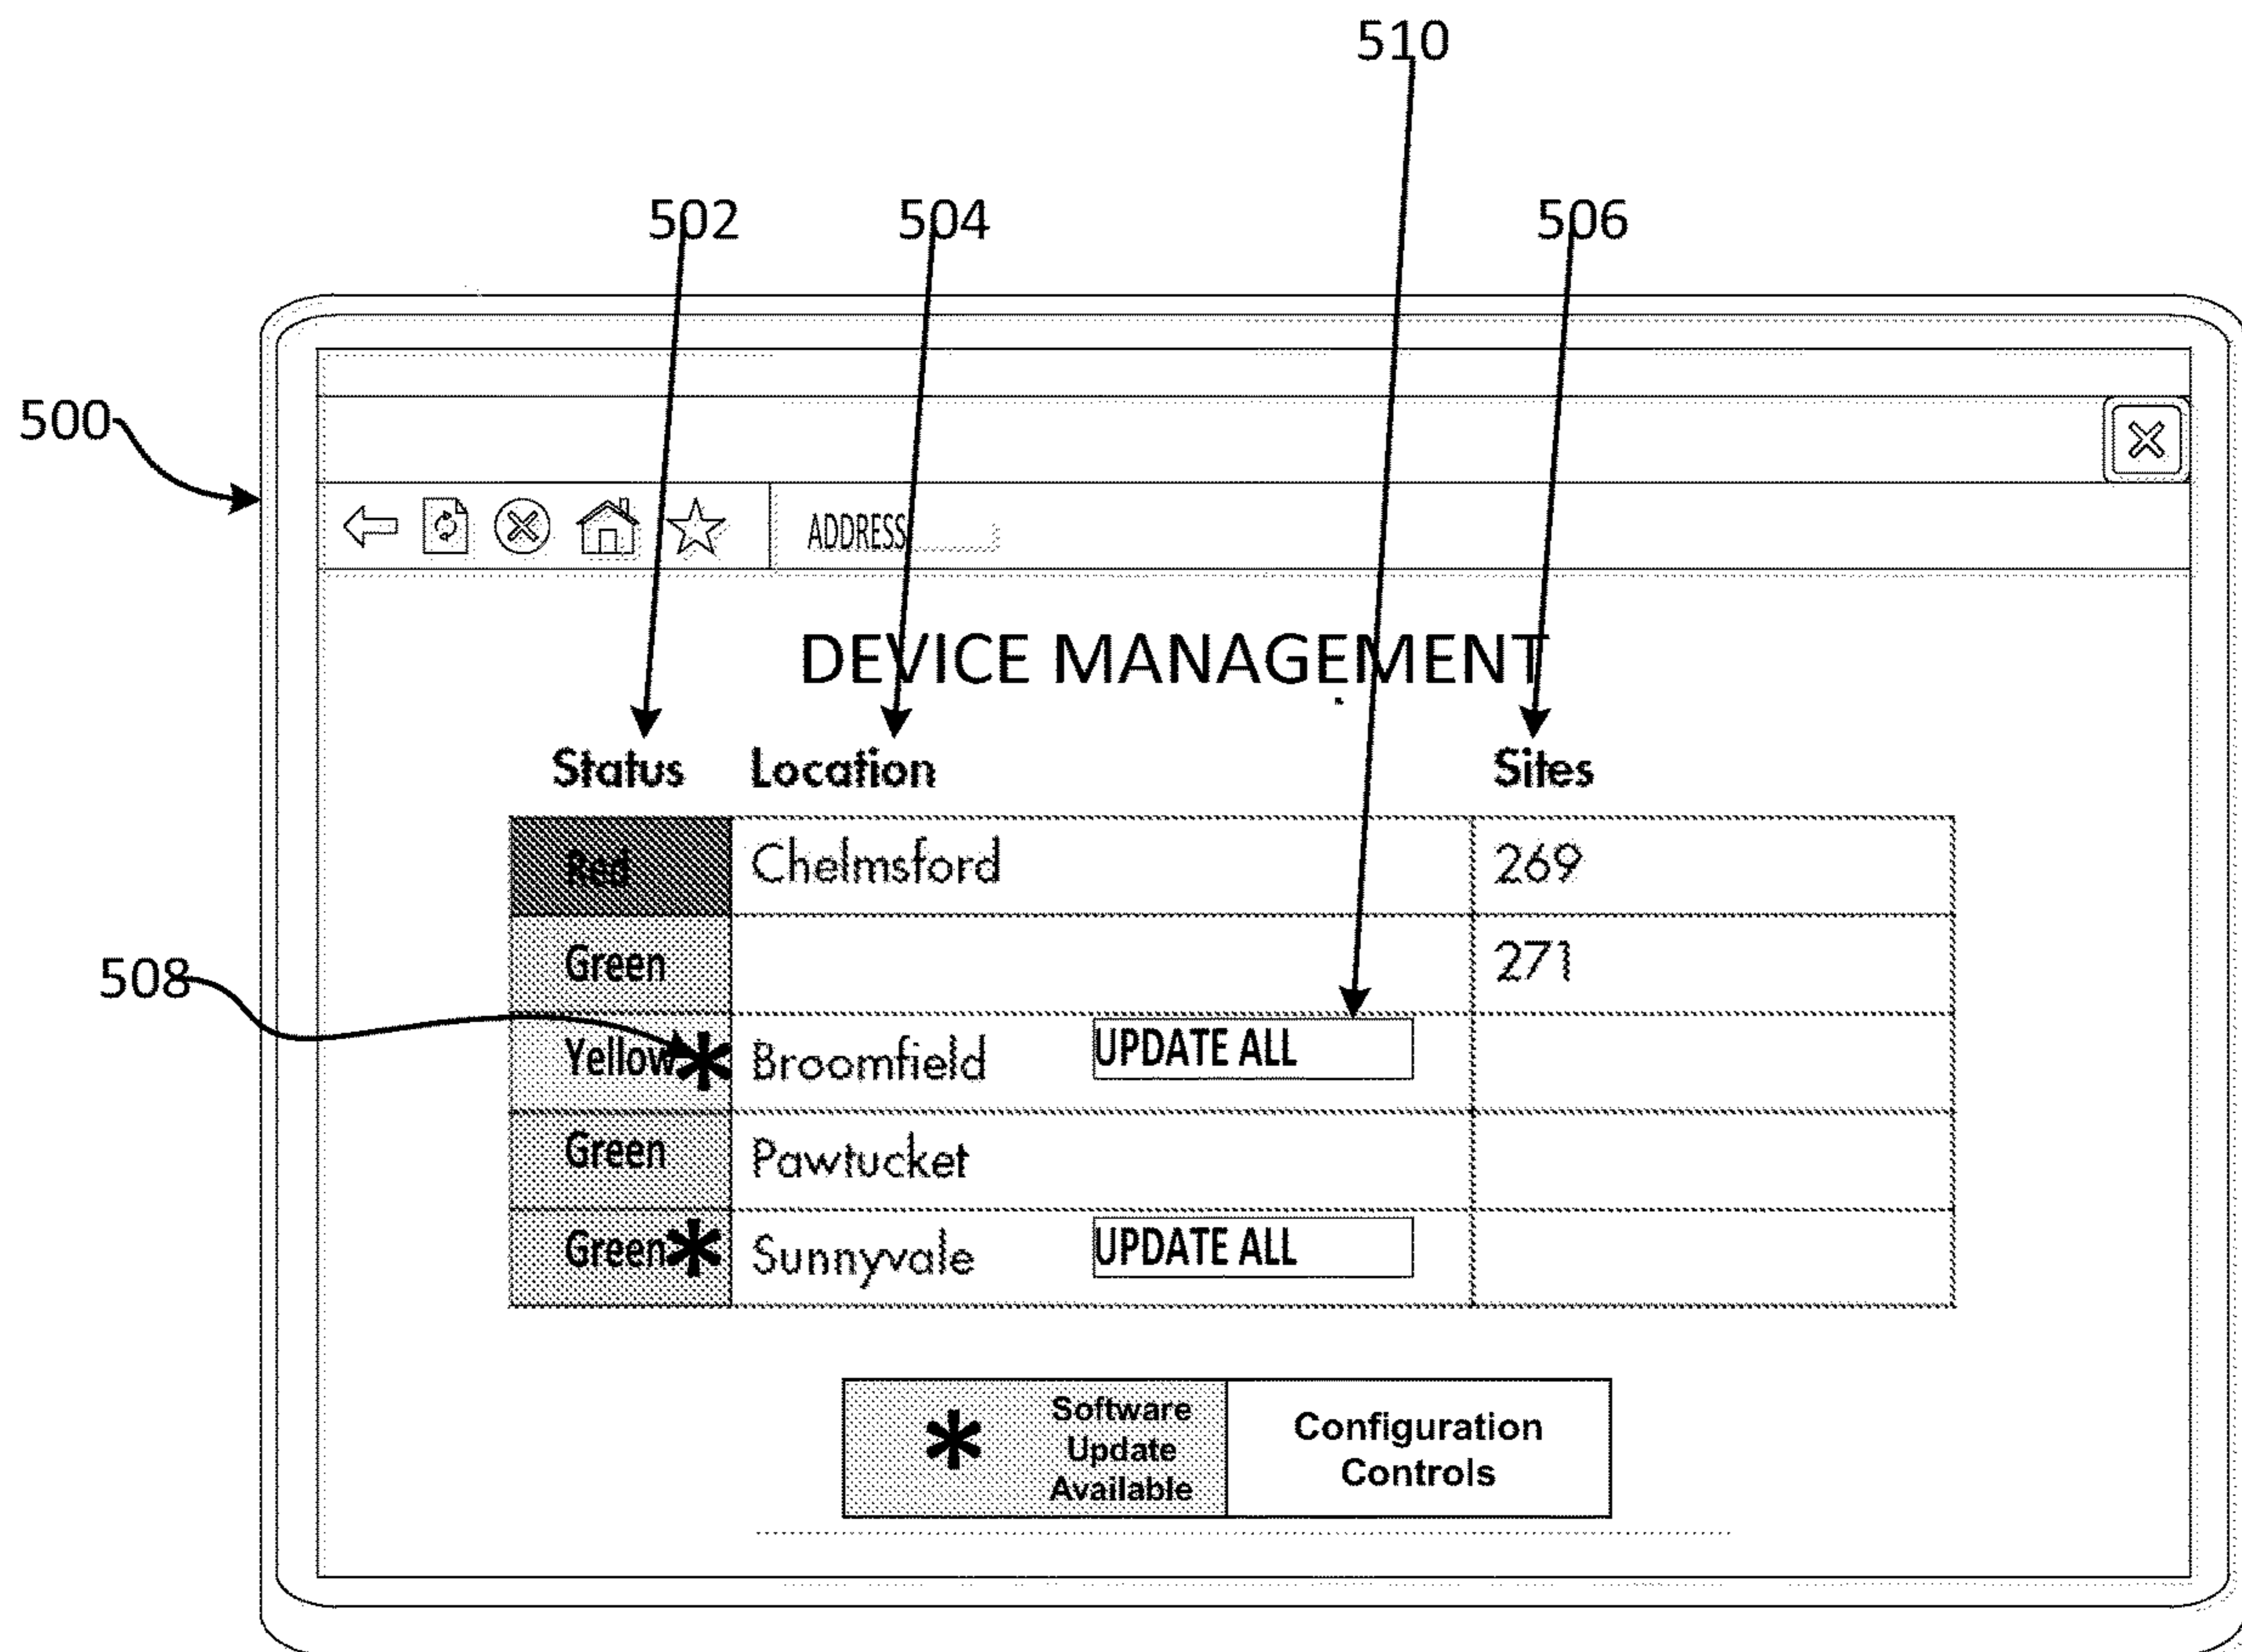 510
502 504 506
500
ADDRESS
DEVICE MANAGEMENT
Status Location Sites
Red Chelmsford 269
Green 271
508
Yellow* Broomfield UPDATE ALL
Green Pawtucket
Green* Sunnyvale UPDATE ALL
* Software
Update
Available
Configuration
Controls